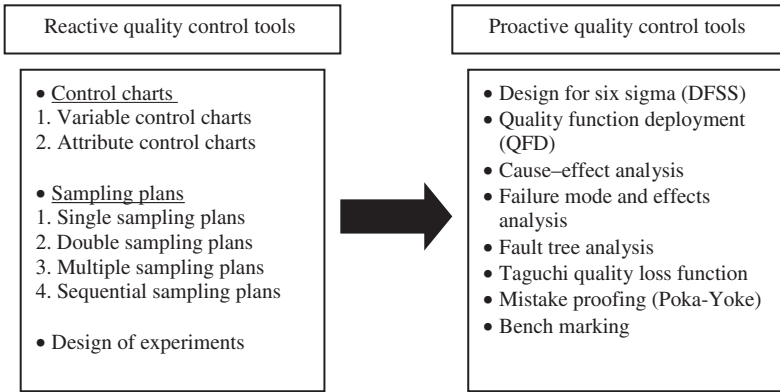 Reactive quality control tools
• Control charts
1. Variable control charts
2. Attribute control charts
• Sampling plans
1. Single sampling plans
2. Double sampling plans
3. Multiple sampling plans
4. Sequential sampling plans
• Design of experiments
Proactive quality control tools
• Design for six sigma (DFSS)
• Quality function deployment
(QFD)
• Cause–effect analysis
• Failure mode and effects
analysis
• Fault tree analysis
• Taguchi quality loss function
• Mistake proofing (Poka-Yoke)
• Bench marking